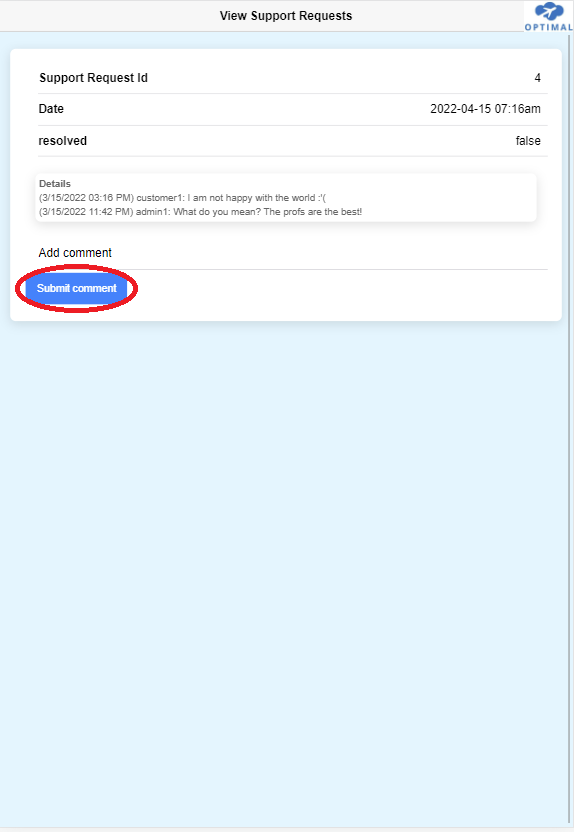 View Support Requests
OPTIMAL
Support Request Id 4
Date 2022-04-15 07:16am
resolved false
Details
(3/15/2022 03:16 PM) customer1: I am not happy with the world :'(
(3/15/2022 11:42 PM) admin1: What do you mean? The profs are the best!
Add comment
Submit comment